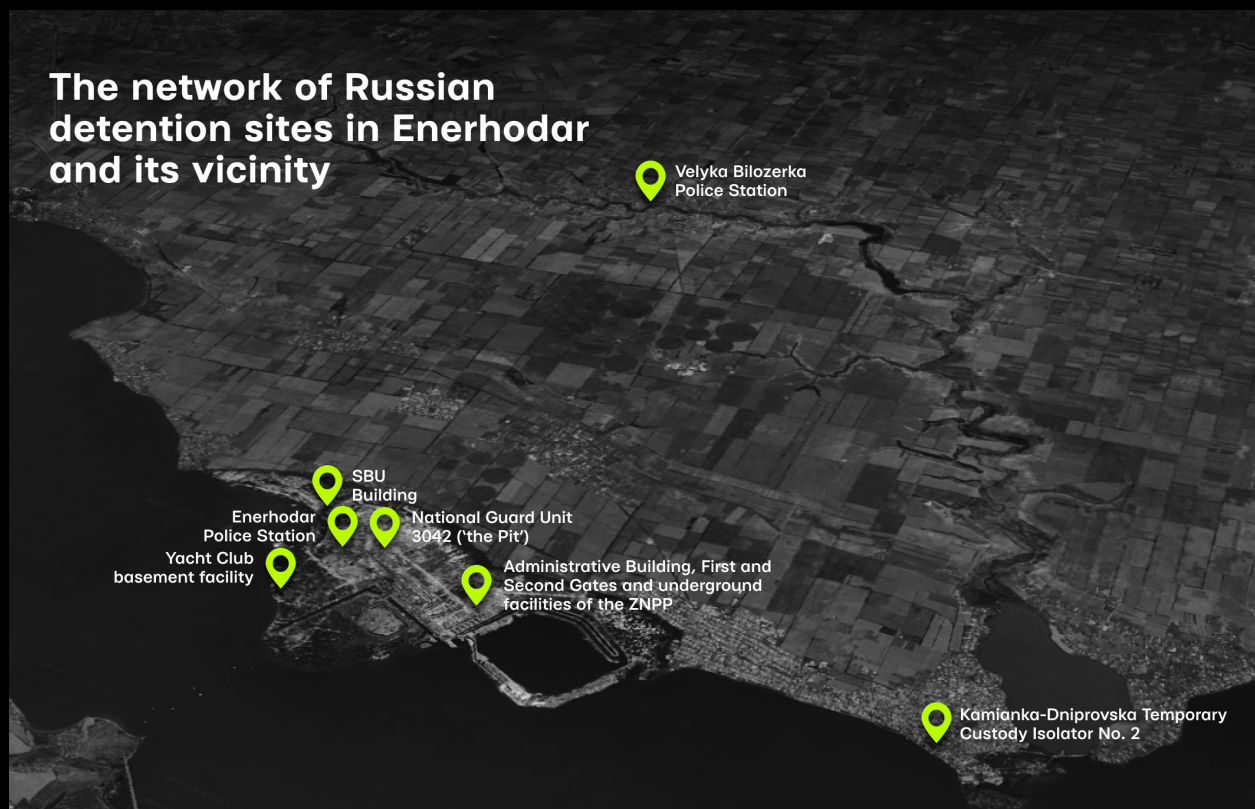 The network of Russian
detention sites in Enerhodar
and its vicinity
Velyka Bilozerka
Police Station
SBU
Building
Enerhodar
Police Station
National Guard Unit
3042 (‘the Pit’)
Yacht Club
basement facility
Administrative Building, First and
Second Gates and underground
facilities of the ZNPP
Kamianka-Dniprovska Temporary
Custody Isolator No. 2